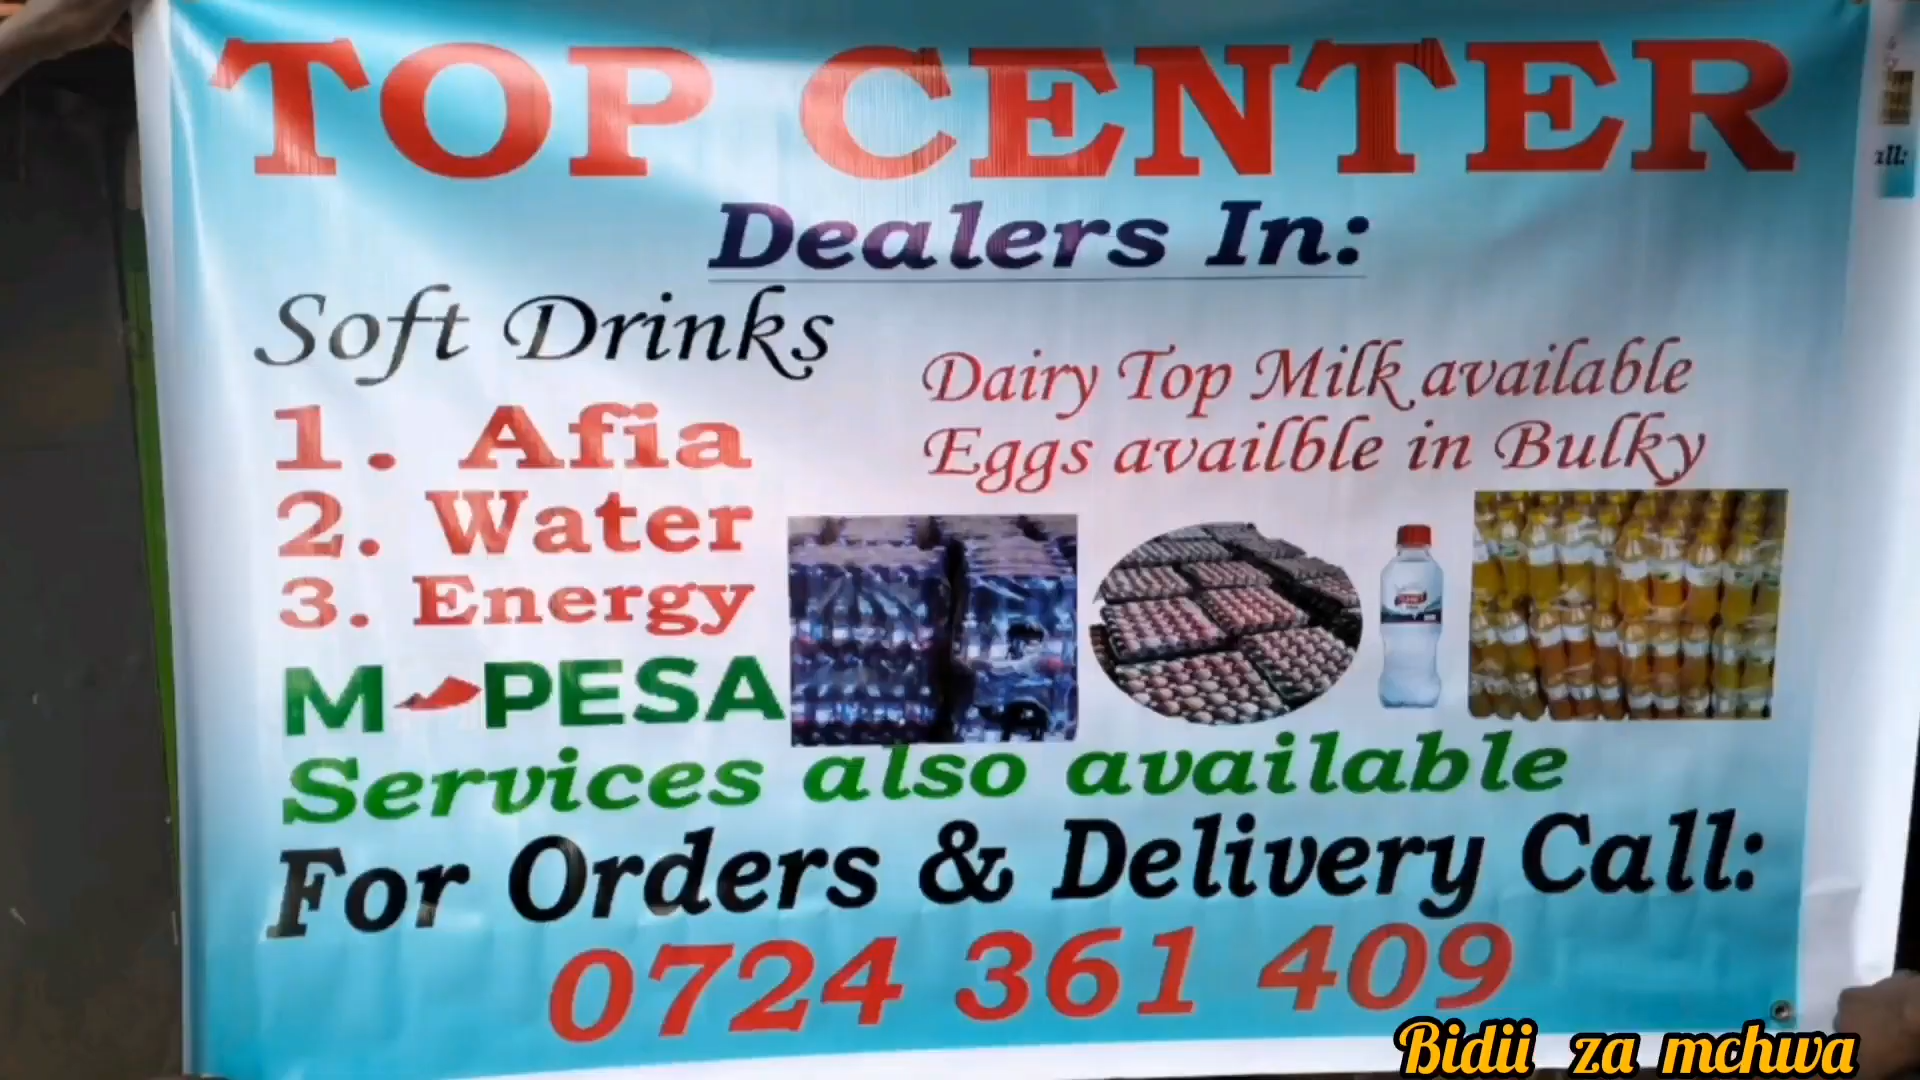 TOP CENTER
Dealers In:
Soft Drinks
1. Afia
2. Water
3. Energy
Dairy Top Milk available
Eggs availble in Bulky
M-PESA
Services also available
For Orders & Delivery Call:
0724 361 409
all:
Bidii za mchwa